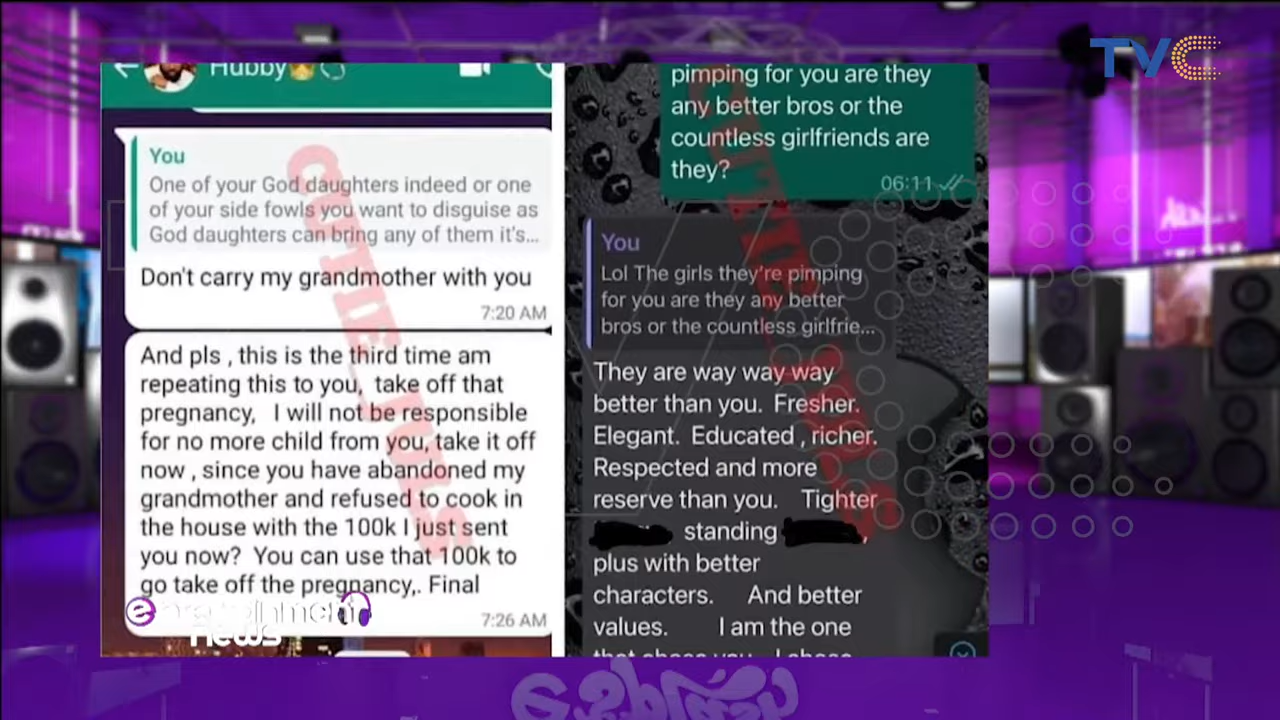 TVC
Hubby
You
One of your God daughters indeed or one
of your side fowls you want to disguise as
God daughters can bring any of them it's...
Don't carry my grandmother with you
7:20 AM
And pls , this is the third time am
repeating this to you, take off that
pregnancy, I will not be responsible
for no more child from you, take it off
now , since you have abandoned my
grandmother and refused to cook in
the house with the 100k I just sent
you now? You can use that 100k to
go take off the pregnancy,. Final
7:26 AM
pimping for you are they
any better bros or the
countless girlfriends are
they?
06:11
You
Lol The girls they're pimping
for you are they any better
bros or the countless girlfrie...
They are way way way
better than you. Fresher.
Elegant. Educated , richer.
Respected and more
reserve than you. Tighter
standing
plus with better
characters. And better
values. I am the one
that chose you I chose
entertainment
news